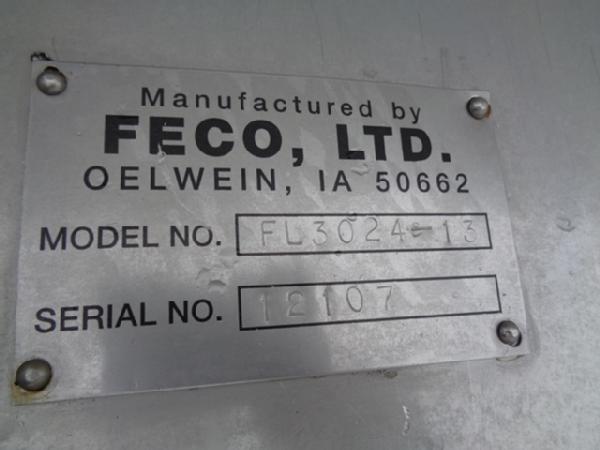 Manufactured by
FECO, LTD.
OELWEIN, IA 50662
MODEL NO. FL3024-13
SERIAL NO. 12107